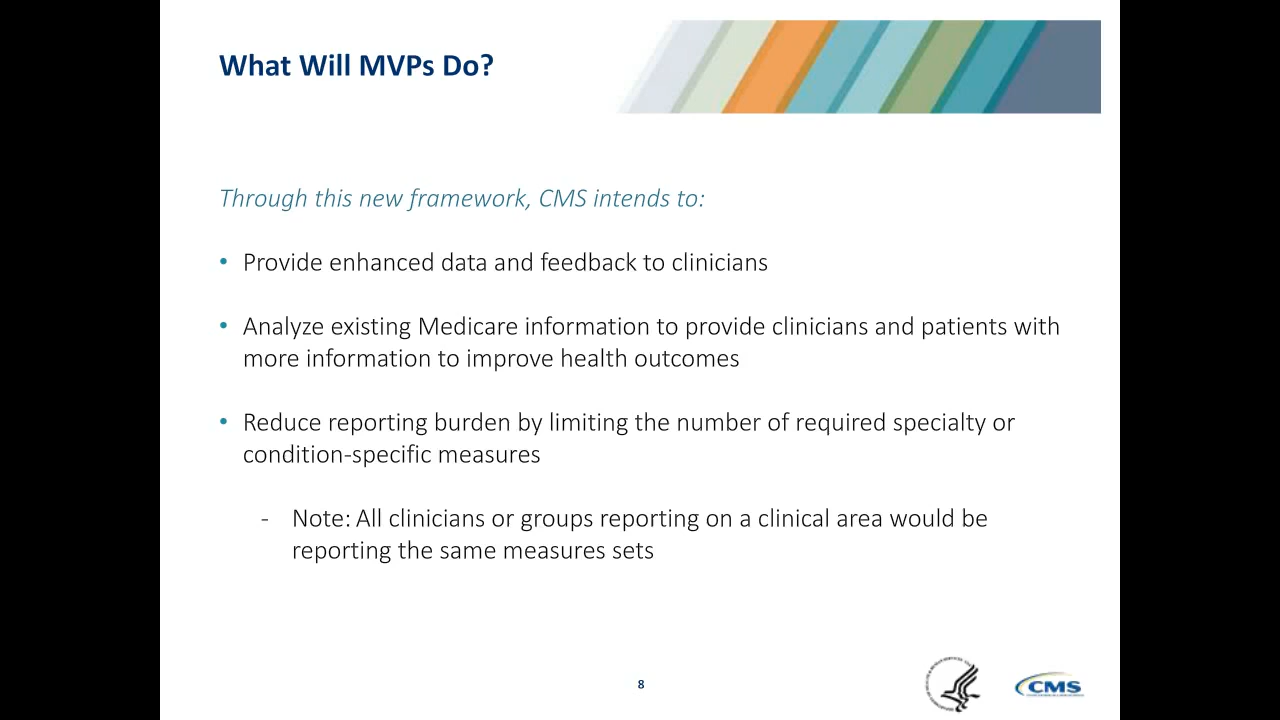 What Will MVPs Do?
Through this new framework, CMS intends to:
• Provide enhanced data and feedback to clinicians
• Analyze existing Medicare information to provide clinicians and patients with
more information to improve health outcomes
• Reduce reporting burden by limiting the number of required specialty or
condition-specific measures
- Note: All clinicians or groups reporting on a clinical area would be
reporting the same measures sets
8
CMS